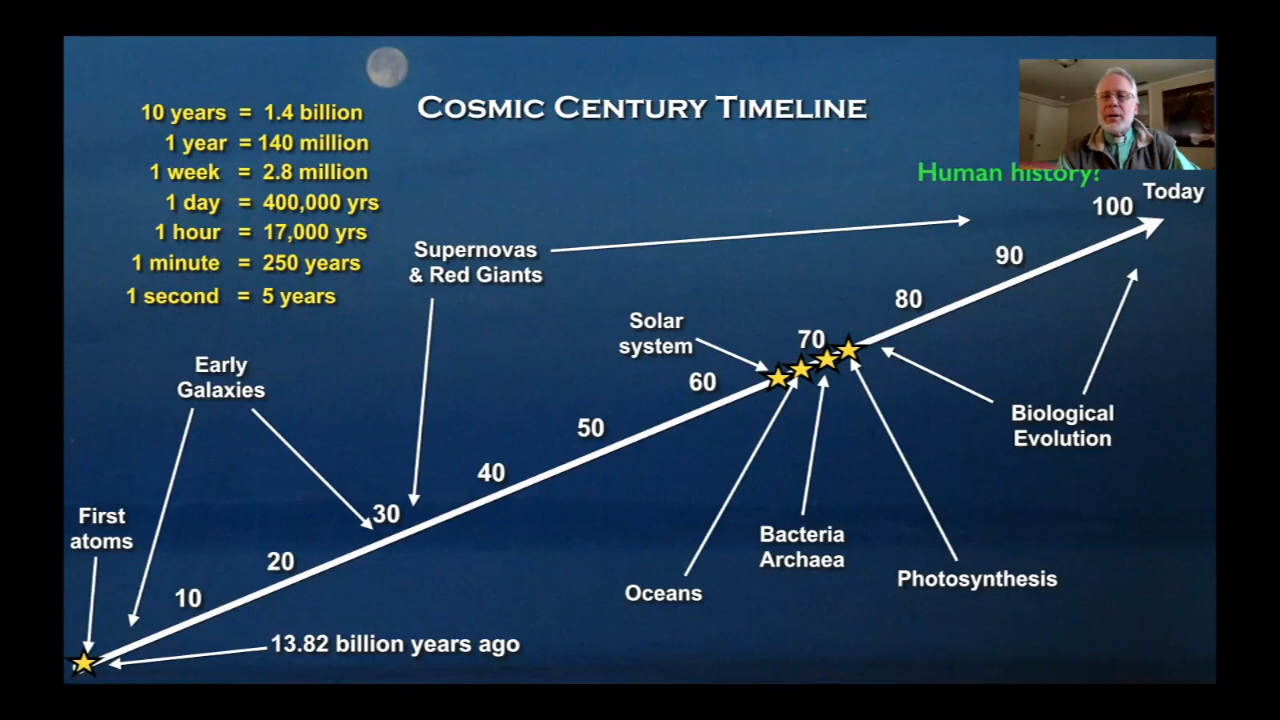 COSMIC CENTURY TIMELINE
10 years = 1.4 billion
1 year = 140 million
1 week = 2.8 million
1 day = 400,000 yrs
1 hour = 17,000 yrs
1 minute = 250 years
1 second = 5 years
Human history?
Today
100
90
80
70
60
50
40
30
20
10
Supernovas
& Red Giants
Solar
system
Early
Galaxies
Biological
Evolution
First
atoms
Bacteria
Archaea
Photosynthesis
Oceans
13.82 billion years ago